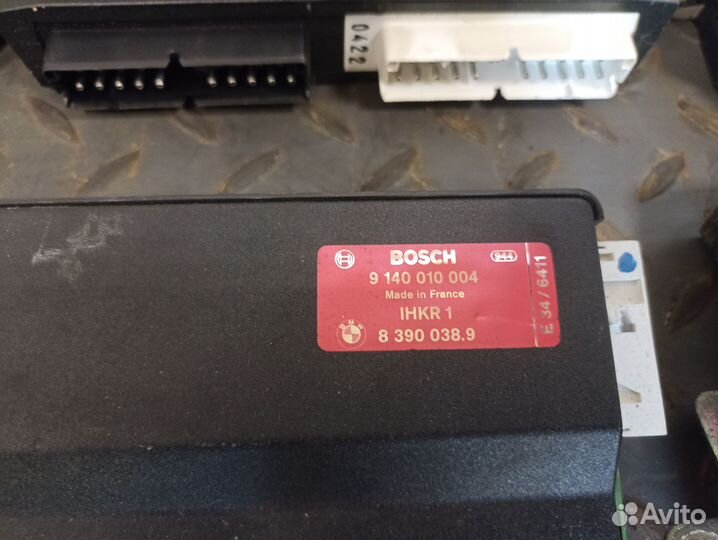 0422
BOSCH
944
9 140 010 004
Made in France
IHKR 1
BMW
8 390 038.9
E 34 / 6411
Avito